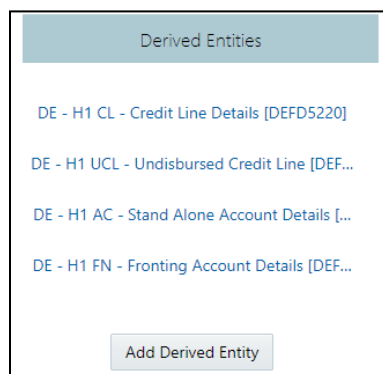 Derived Entities
DE - H1 CL - Credit Line Details [DEFD5220]
DE - H1 UCL - Undisbursed Credit Line [DEF...
DE - H1 AC - Stand Alone Account Details [...
DE - H1 FN - Fronting Account Details [DEF...
Add Derived Entity